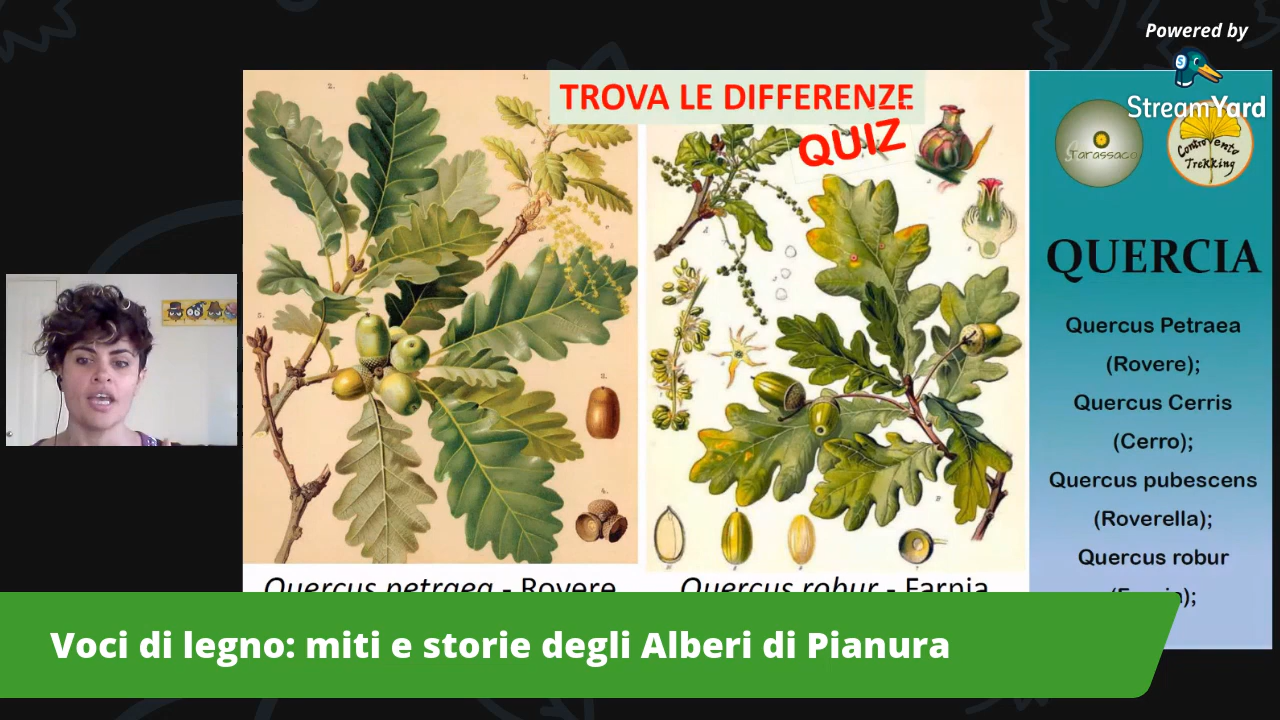 Powered by
StreamYard
TROVA LE DIFFERENZE
QUIZ
Tarassaco
ControVento
Trekking
QUERCIA
Quercus Petraea
(Rovere);
Quercus Cerris
(Cerro);
Quercus pubescens
(Roverella);
Quercus robur
Quercus petraea - Rovere
Quercus robur - Farnia
Voci di legno: miti e storie degli Alberi di Pianura